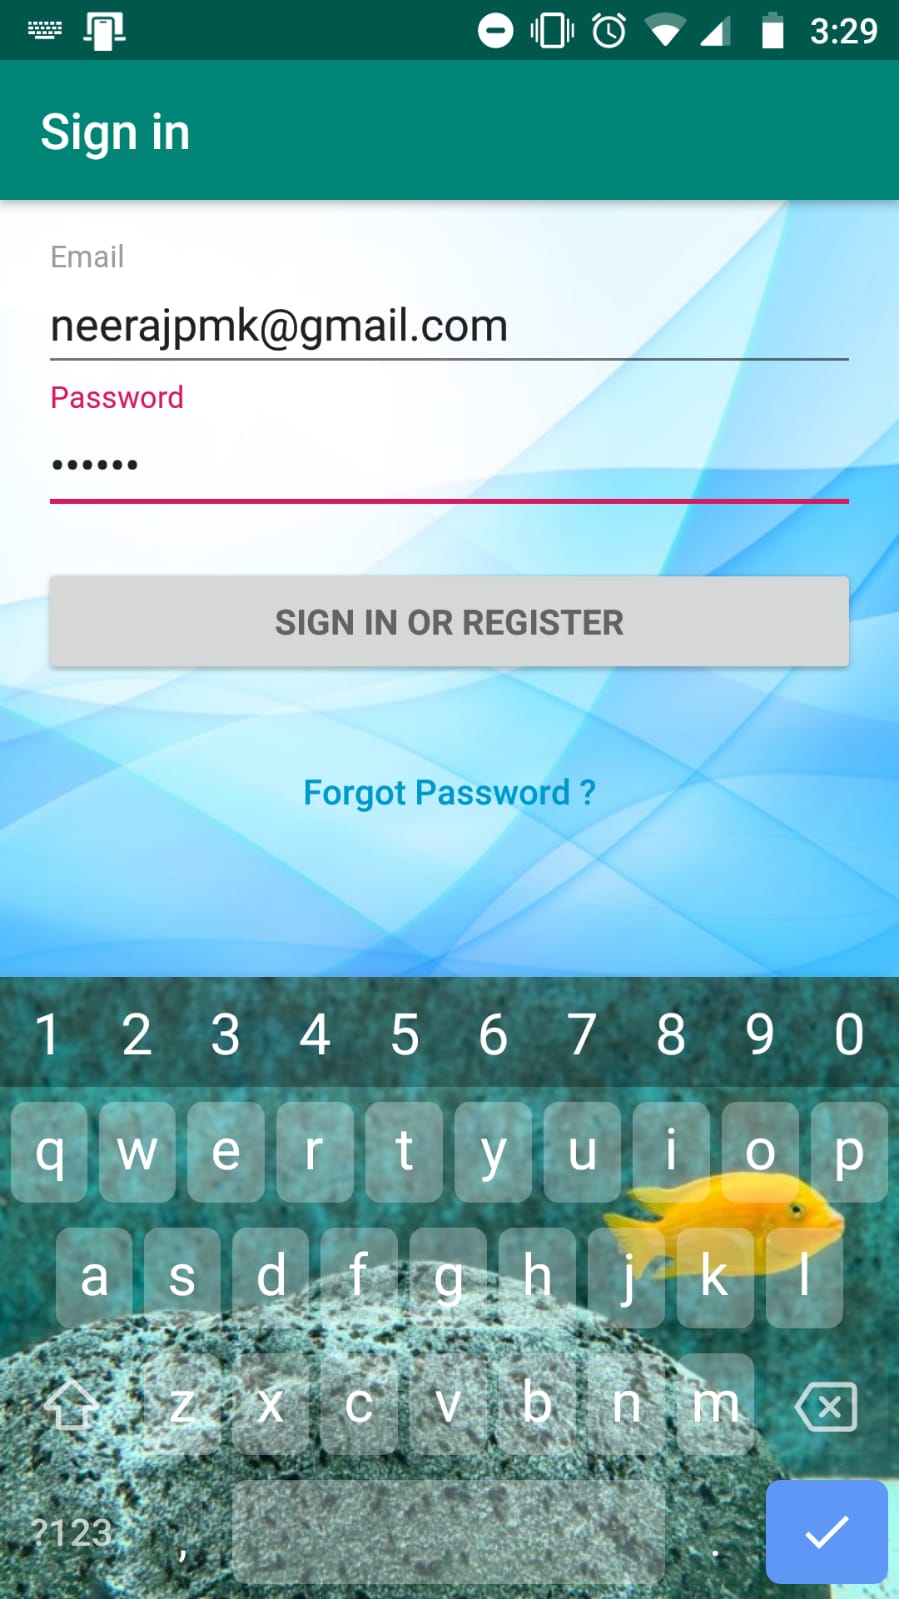 3:29
Sign in
Email
neerajpmk@gmail.com
Password
••••••
SIGN IN OR REGISTER
Forgot Password ?
1 2 3 4 5 6 7 8 9 0
q w e r t y u i o p
a s d f g h j k l
z x c v b n m
?123 , .